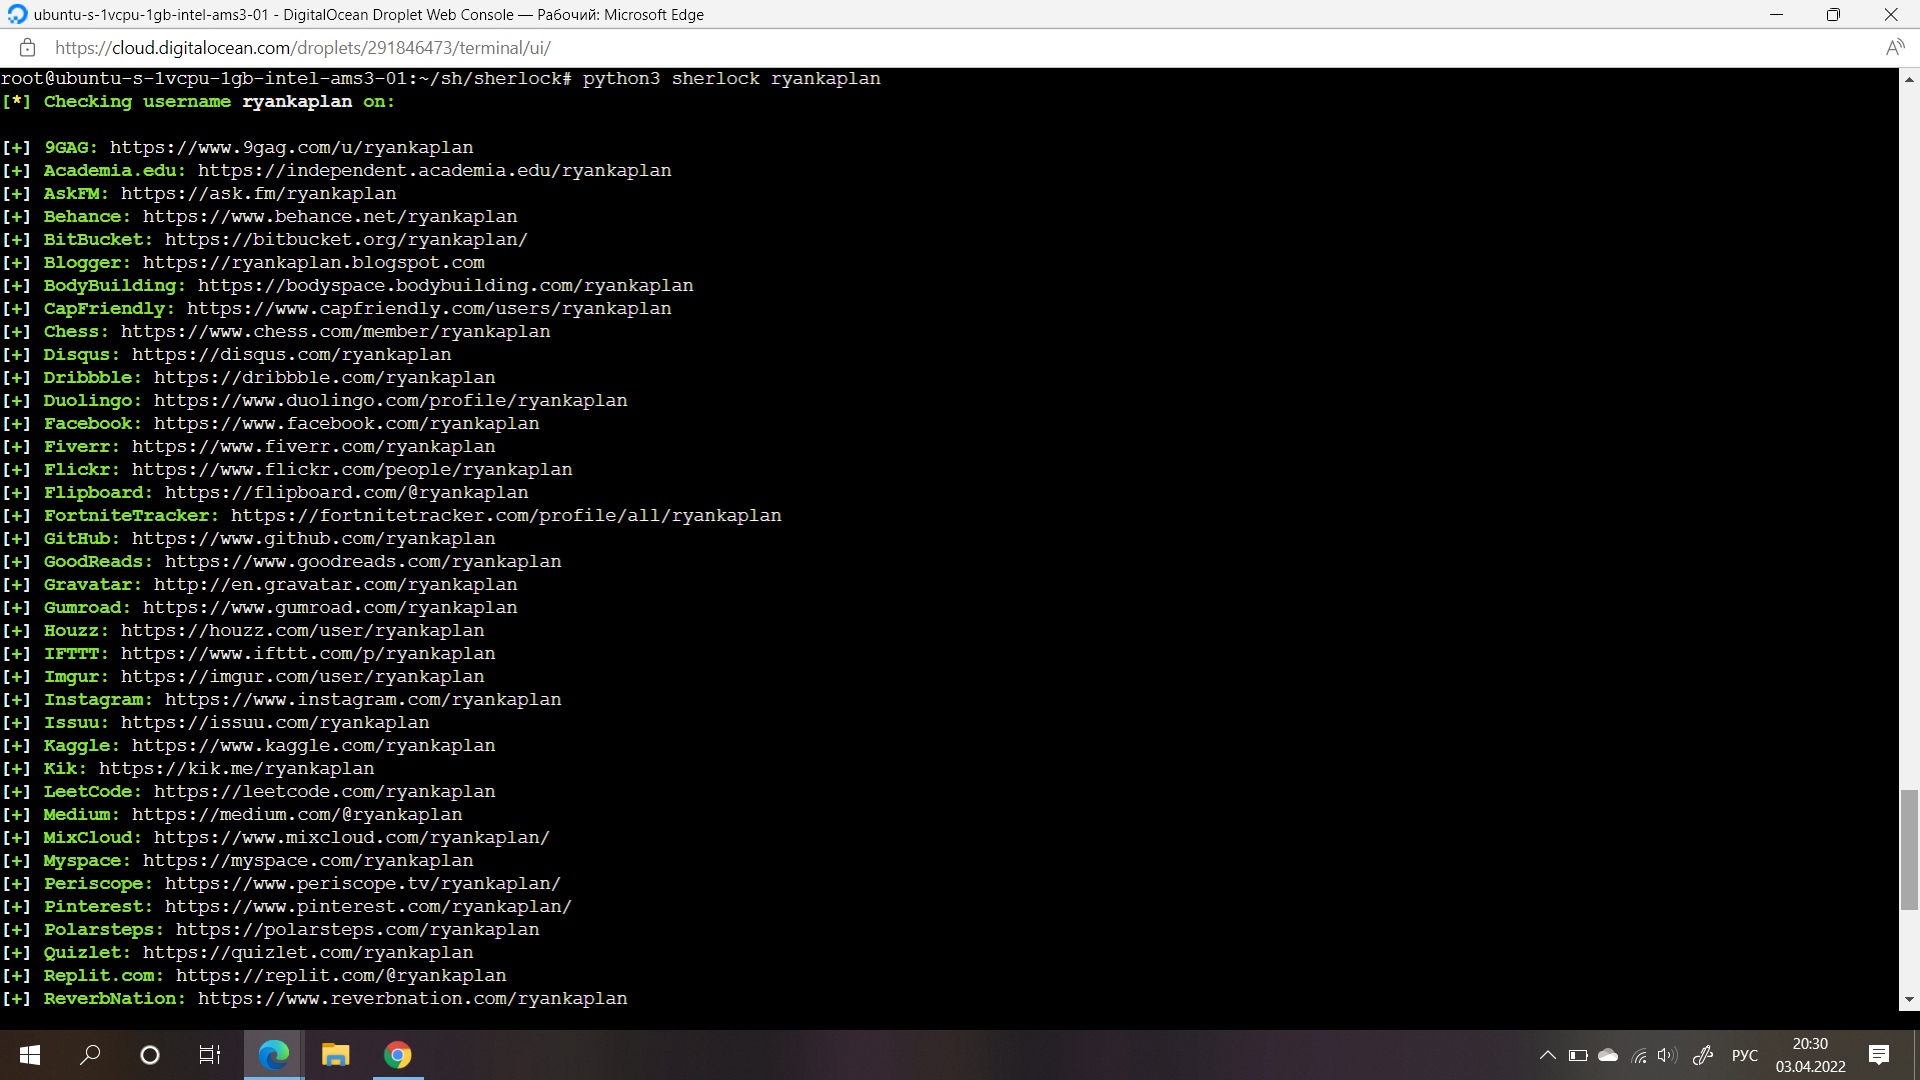 ubuntu-s-1vcpu-1gb-intel-ams3-01 - DigitalOcean Droplet Web Console — Рабочий: Microsoft Edge
https://cloud.digitalocean.com/droplets/291846473/terminal/ui/
root@ubuntu-s-1vcpu-1gb-intel-ams3-01:~/sh/sherlock# python3 sherlock ryankaplan
[*] Checking username ryankaplan on:
[+] 9GAG: https://www.9gag.com/u/ryankaplan
[+] Academia.edu: https://independent.academia.edu/ryankaplan
[+] AskFM: https://ask.fm/ryankaplan
[+] Behance: https://www.behance.net/ryankaplan
[+] BitBucket: https://bitbucket.org/ryankaplan/
[+] Blogger: https://ryankaplan.blogspot.com
[+] BodyBuilding: https://bodyspace.bodybuilding.com/ryankaplan
[+] CapFriendly: https://www.capfriendly.com/users/ryankaplan
[+] Chess: https://www.chess.com/member/ryankaplan
[+] Disqus: https://disqus.com/ryankaplan
[+] Dribbble: https://dribbble.com/ryankaplan
[+] Duolingo: https://www.duolingo.com/profile/ryankaplan
[+] Facebook: https://www.facebook.com/ryankaplan
[+] Fiverr: https://www.fiverr.com/ryankaplan
[+] Flickr: https://www.flickr.com/people/ryankaplan
[+] Flipboard: https://flipboard.com/@ryankaplan
[+] FortniteTracker: https://fortnitetracker.com/profile/all/ryankaplan
[+] GitHub: https://www.github.com/ryankaplan
[+] GoodReads: https://www.goodreads.com/ryankaplan
[+] Gravatar: http://en.gravatar.com/ryankaplan
[+] Gumroad: https://www.gumroad.com/ryankaplan
[+] Houzz: https://houzz.com/user/ryankaplan
[+] IFTTT: https://www.ifttt.com/p/ryankaplan
[+] Imgur: https://imgur.com/user/ryankaplan
[+] Instagram: https://www.instagram.com/ryankaplan
[+] Issuu: https://issuu.com/ryankaplan
[+] Kaggle: https://www.kaggle.com/ryankaplan
[+] Kik: https://kik.me/ryankaplan
[+] LeetCode: https://leetcode.com/ryankaplan
[+] Medium: https://medium.com/@ryankaplan
[+] MixCloud: https://www.mixcloud.com/ryankaplan/
[+] Myspace: https://myspace.com/ryankaplan
[+] Periscope: https://www.periscope.tv/ryankaplan/
[+] Pinterest: https://www.pinterest.com/ryankaplan/
[+] Polarsteps: https://polarsteps.com/ryankaplan
[+] Quizlet: https://quizlet.com/ryankaplan
[+] Replit.com: https://replit.com/@ryankaplan
[+] ReverbNation: https://www.reverbnation.com/ryankaplan
РУС
20:30
03.04.2022